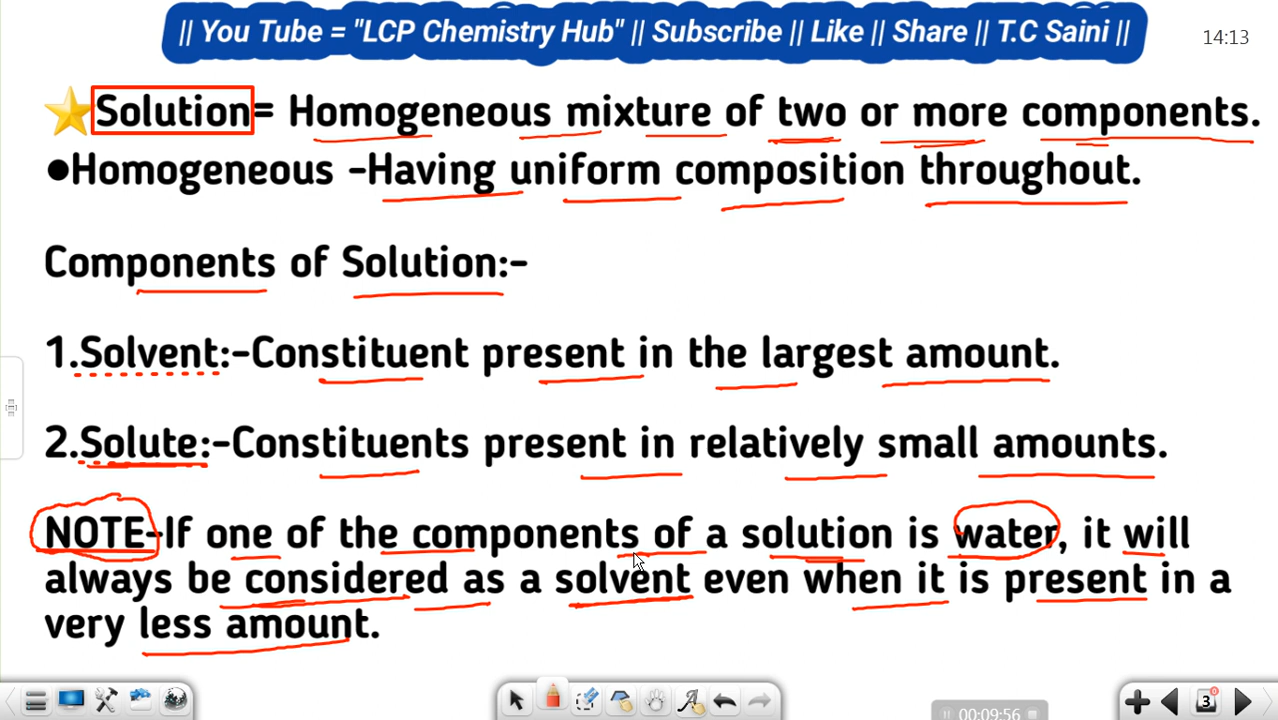 || You Tube = "LCP Chemistry Hub" || Subscribe || Like || Share || T.C Saini ||
14:13
Solution= Homogeneous mixture of two or more components.
●Homogeneous -Having uniform composition throughout.
Components of Solution:-
1.Solvent:-Constituent present in the largest amount.
2.Solute:-Constituents present in relatively small amounts.
NOTE-If one of the components of a solution is water, it will
always be considered as a solvent even when it is present in a
very less amount.
3
00:09:56